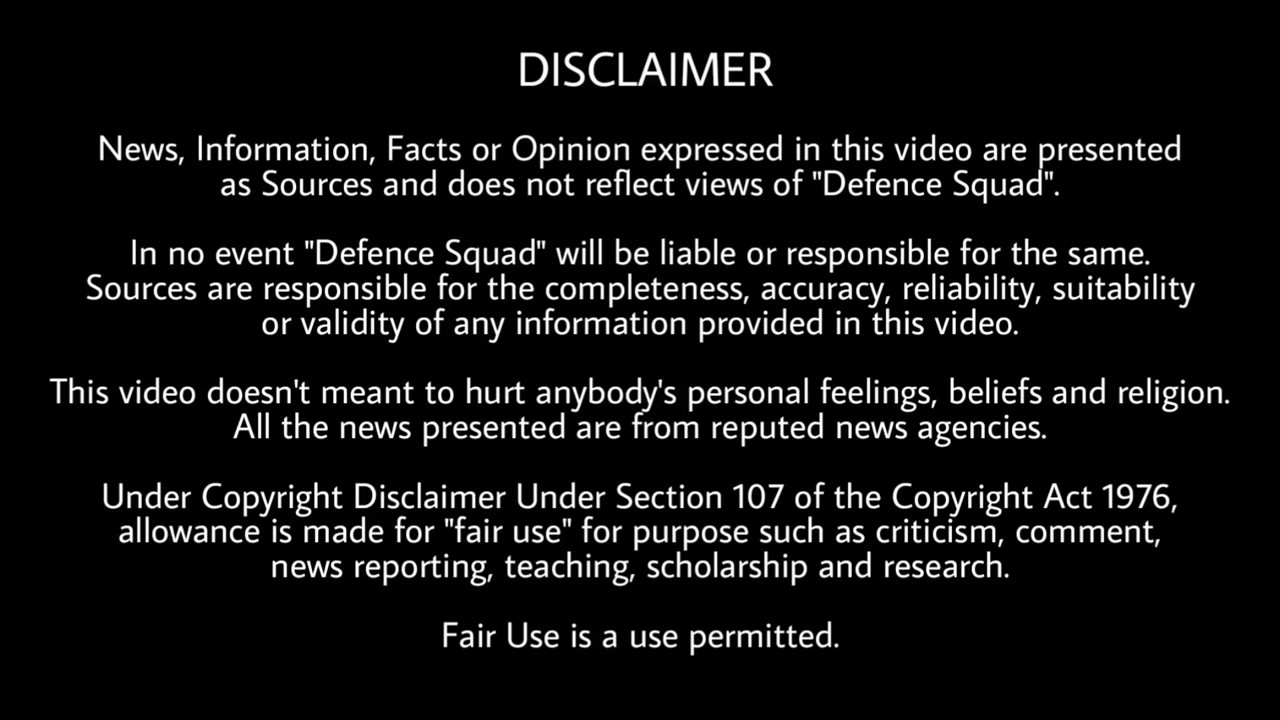 DISCLAIMER
News, Information, Facts or Opinion expressed in this video are presented
as Sources and does not reflect views of "Defence Squad".
In no event "Defence Squad" will be liable or responsible for the same.
Sources are responsible for the completeness, accuracy, reliability, suitability
or validity of any information provided in this video.
This video doesn't meant to hurt anybody's personal feelings, beliefs and religion.
All the news presented are from reputed news agencies.
Under Copyright Disclaimer Under Section 107 of the Copyright Act 1976,
allowance is made for "fair use" for purpose such as criticism, comment,
news reporting, teaching, scholarship and research.
Fair Use is a use permitted.